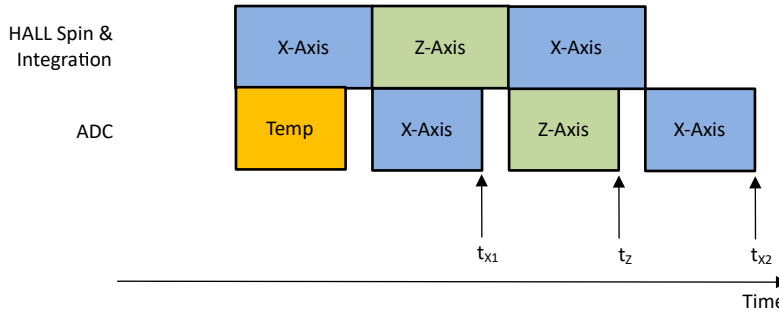 HALL Spin &
Integration
X-Axis
Z-Axis
X-Axis
ADC
Temp
X-Axis
Z-Axis
X-Axis
tX1
tZ
tX2
Time